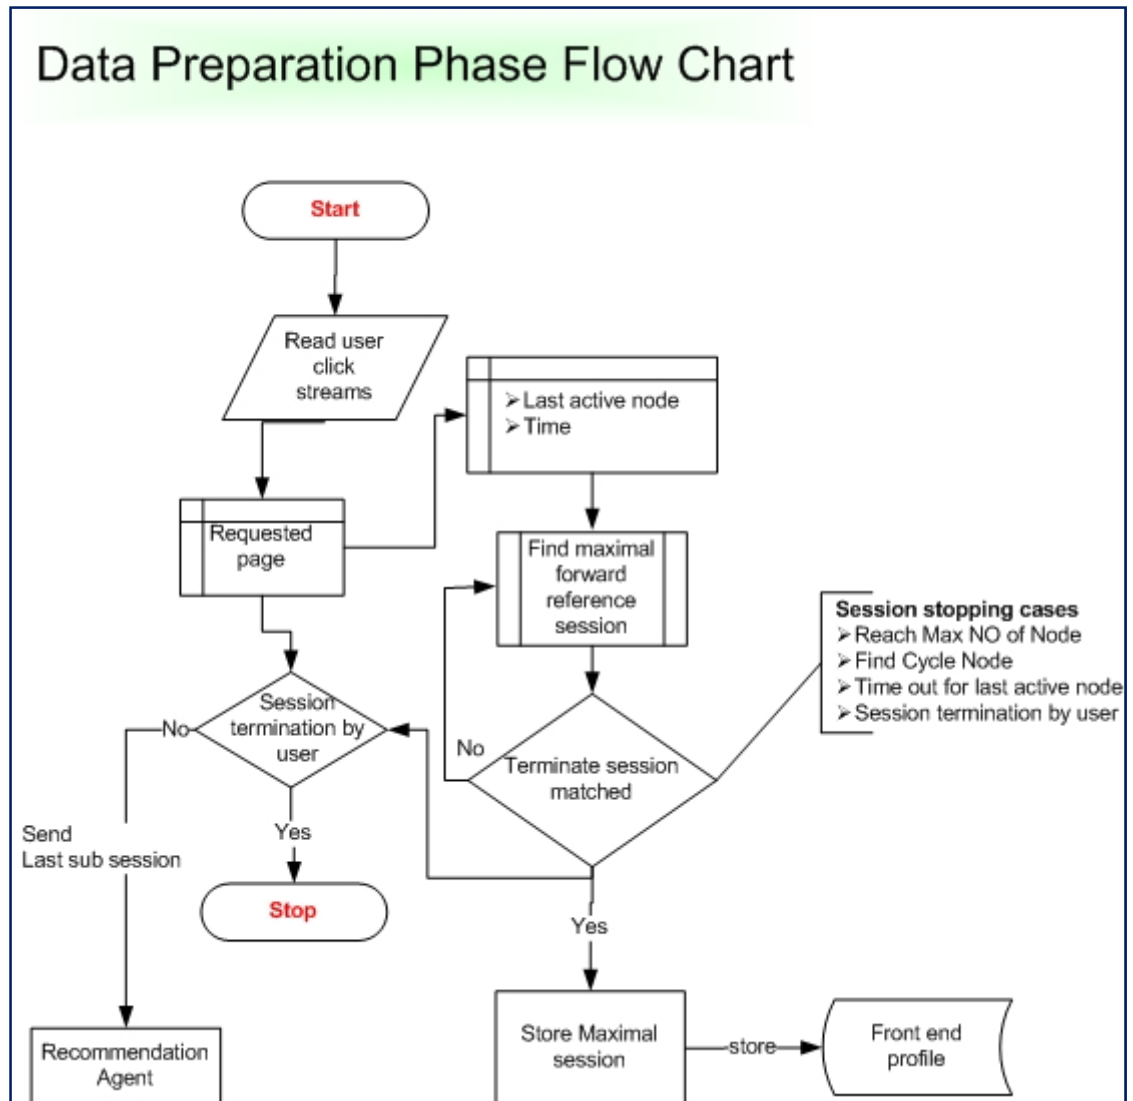 Data Preparation Phase Flow Chart
Start
Read user
click
streams
➢Last active node
➢Time
Requested
page
Find maximal
forward
reference
session
Session stopping cases
➢Reach Max NO of Node
➢Find Cycle Node
➢Time out for last active node
➢Session termination by user
Session
termination by
user
No
No
Terminate session
matched
Send
Last sub session
Yes
Stop
Yes
Recommendation
Agent
Store Maximal
session
store
Front end
profile